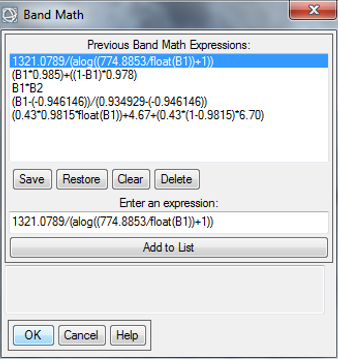 Band Math
Previous Band Math Expressions:
1321.0789/(alog((774.8853/float(B1))+1))
(B1*0.985)+((1-B1)*0.978)
B1*B2
(B1-(-0.946146))/(0.934929-(-0.946146))
(0.43*0.9815*float(B1))+4.67+(0.43*(1-0.9815)*6.70)
Save Restore Clear Delete
Enter an expression:
1321.0789/(alog((774.8853/float(B1))+1))
Add to List
OK Cancel Help